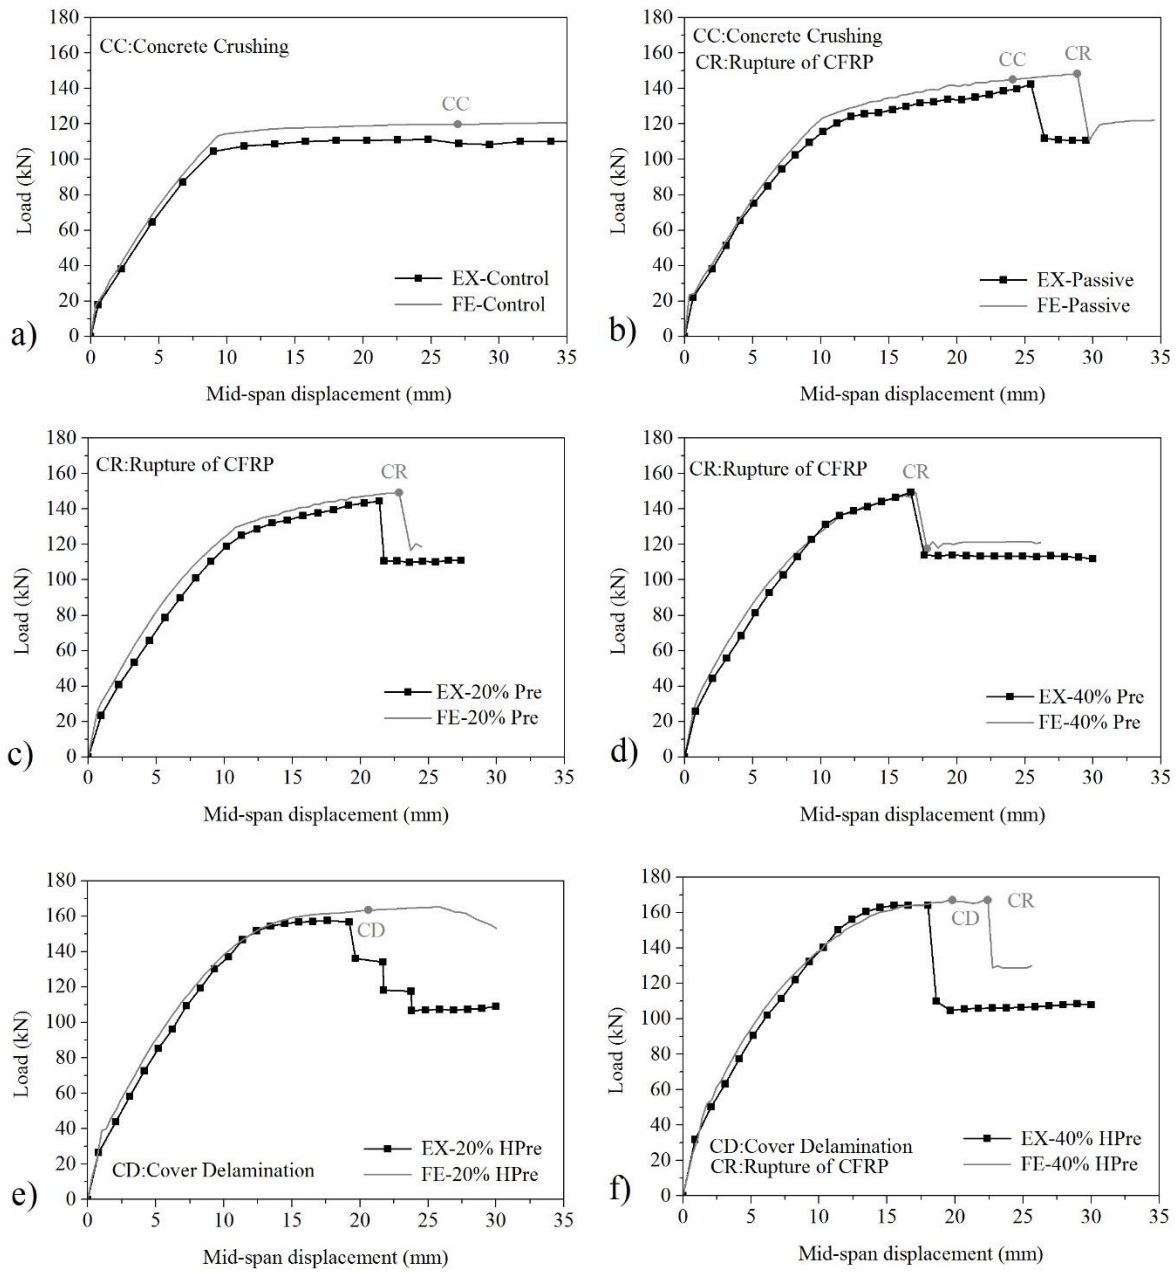 180
160
140
120
100
80
60
40
20
0
Load (kN)
CC:Concrete Crushing
CC
EX-Control
FE-Control
a)
0 5 10 15 20 25 30 35
Mid-span displacement (mm)
180
160
140
120
100
80
60
40
20
0
Load (kN)
CC:Concrete Crushing
CR:Rupture of CFRP
CC
CR
EX-Passive
FE-Passive
b)
0 5 10 15 20 25 30 35
Mid-span displacement (mm)
180
160
140
120
100
80
60
40
20
0
Load (kN)
CR:Rupture of CFRP
CR
EX-20% Pre
FE-20% Pre
c)
0 5 10 15 20 25 30 35
Mid-span displacement (mm)
180
160
140
120
100
80
60
40
20
0
Load (kN)
CR:Rupture of CFRP
CR
EX-40% Pre
FE-40% Pre
d)
0 5 10 15 20 25 30 35
Mid-span displacement (mm)
180
160
140
120
100
80
60
40
20
0
Load (kN)
CD
EX-20% HPre
FE-20% HPre
CD:Cover Delamination
e)
0 5 10 15 20 25 30 35
Mid-span displacement (mm)
180
160
140
120
100
80
60
40
20
0
Load (kN)
CD
CR
EX-40% HPre
FE-40% HPre
CD:Cover Delamination
CR:Rupture of CFRP
f)
0 5 10 15 20 25 30 35
Mid-span displacement (mm)